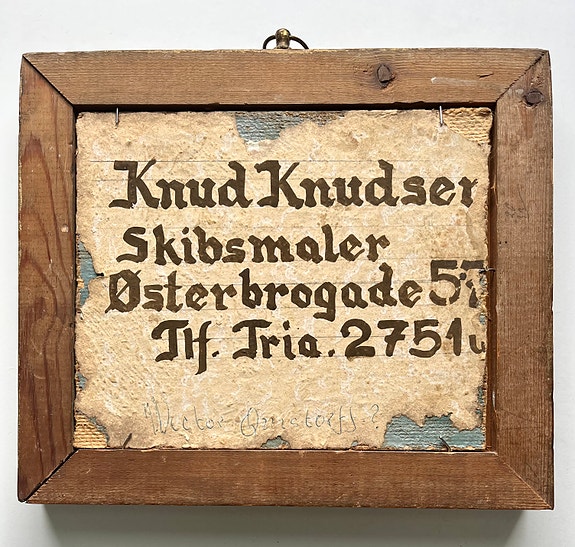 Knud Knudsen
Skibsmaler
Østerbrogade 57
Tlf. Tria. 2751